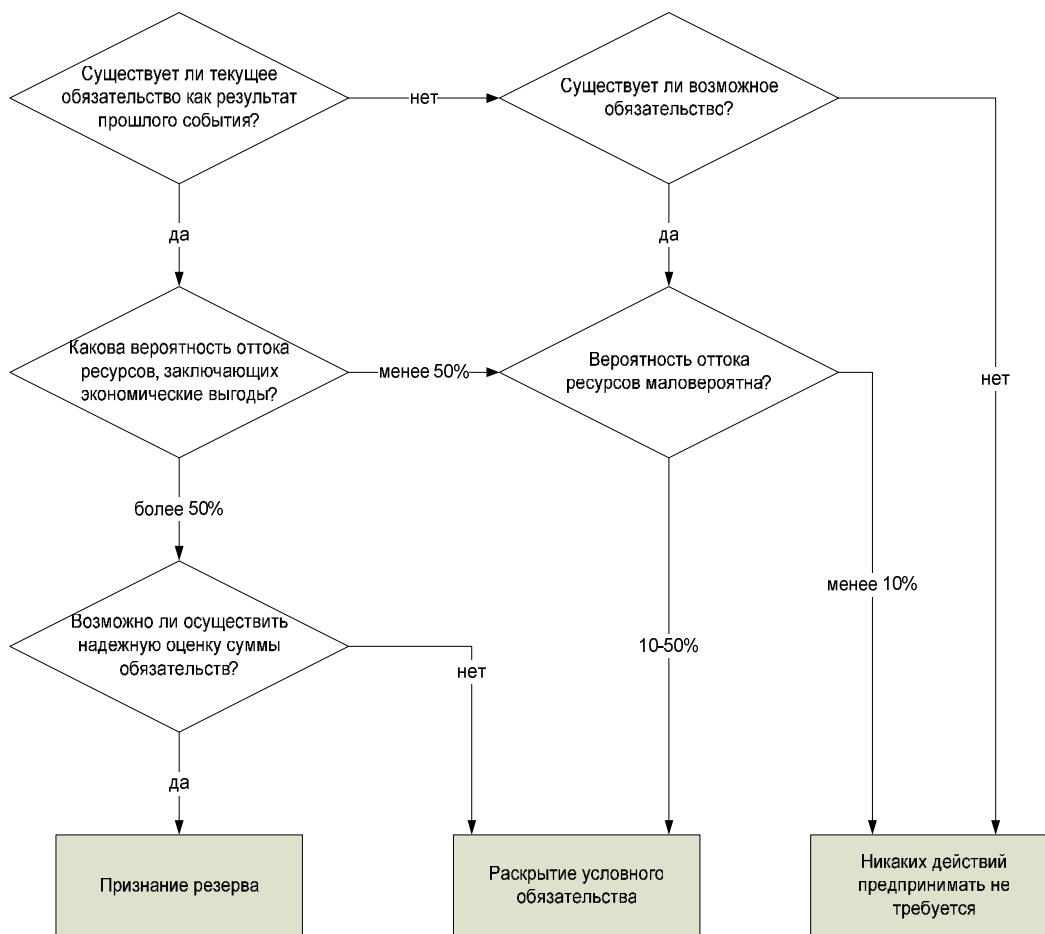 Существует ли текущее
обязательство как результат
прошлого события?
нет
Существует ли возможное
обязательство?
да
да
Какова вероятность оттока
ресурсов, заключающих
экономические выгоды?
менее 50%
Вероятность оттока
ресурсов маловероятна?
нет
более 50%
менее 10%
Возможно ли осуществить
надежную оценку суммы
обязательств?
нет
10-50%
да
Признание резерва
Раскрытие условного
обязательства
Никаких действий
предпринимать не
требуется